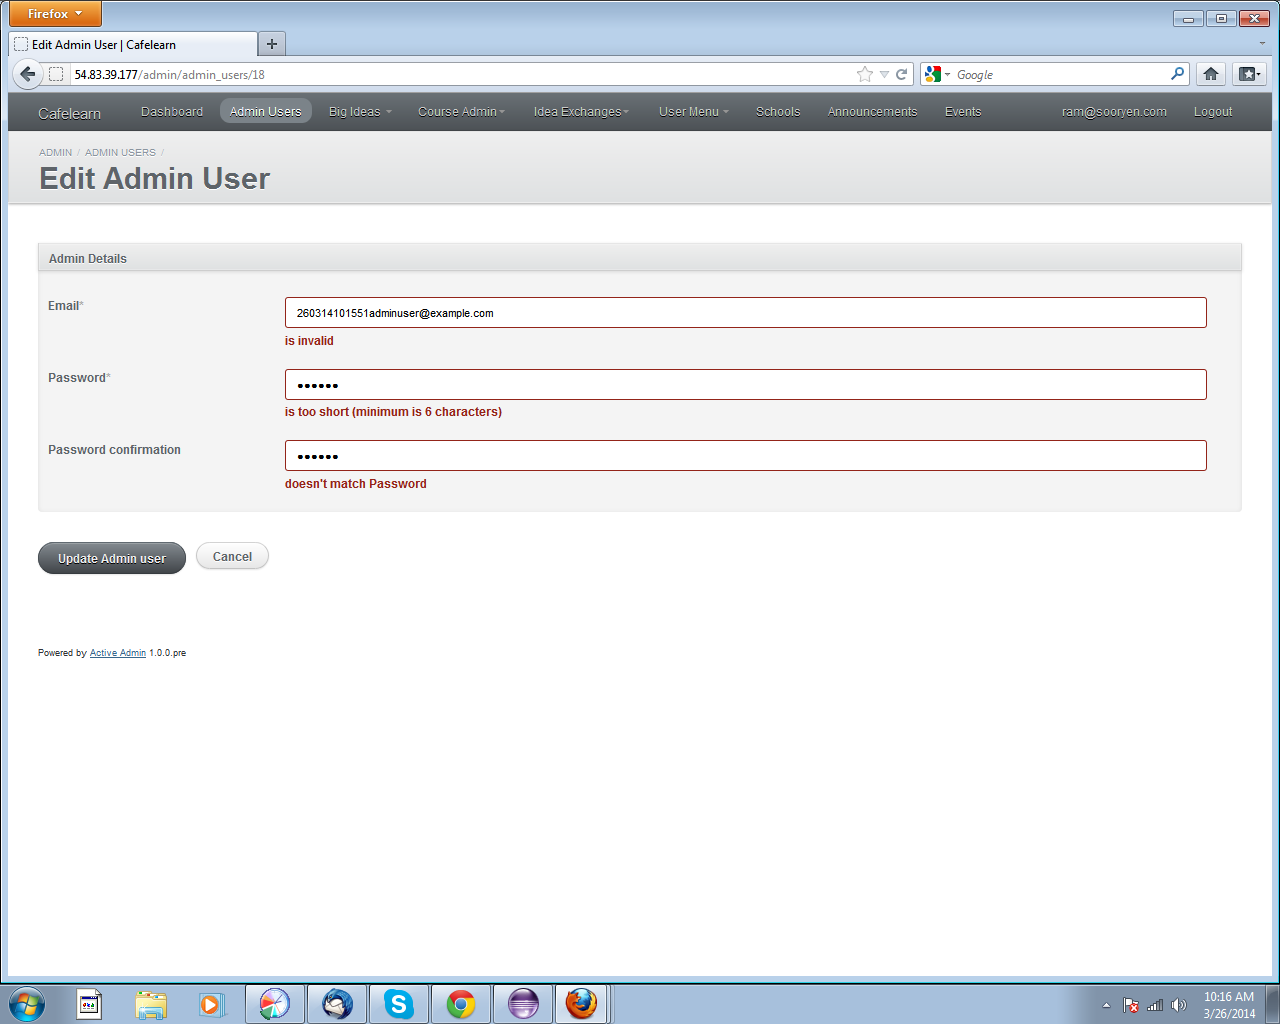 Firefox
Edit Admin User | Cafelearn
54.83.39.177/admin/admin_users/18
Google
Cafelearn Dashboard Admin Users Big Ideas Course Admin Idea Exchanges User Menu Schools Announcements Events ram@sooryen.com Logout
ADMIN / ADMIN USERS /
Edit Admin User
Admin Details
Email* 260314101551adminuser@example.com
is invalid
Password* ••••••
is too short (minimum is 6 characters)
Password confirmation ••••••
doesn't match Password
Update Admin user Cancel
Powered by Active Admin 1.0.0.pre
10:16 AM
3/26/2014